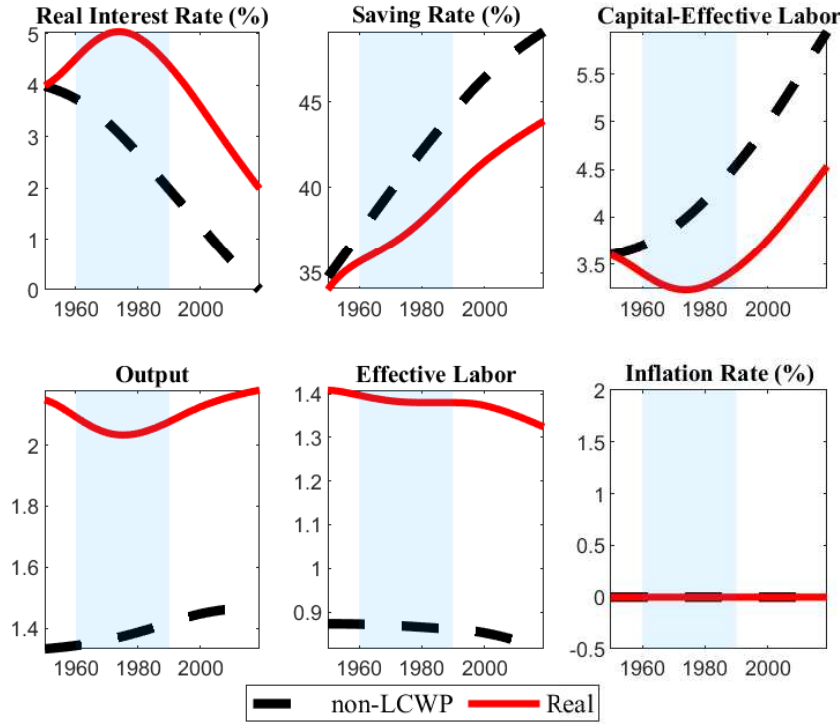 Real Interest Rate (%)
5
4
3
2
1
0
1960 1980 2000
Saving Rate (%)
45
40
35
1960 1980 2000
Capital-Effective Labor
5.5
5
4.5
4
3.5
1960 1980 2000
Output
2
1.8
1.6
1.4
1960 1980 2000
Effective Labor
1.4
1.3
1.2
1.1
1
0.9
1960 1980 2000
Inflation Rate (%)
2
1.5
1
0.5
0
-0.5
1960 1980 2000
non-LCWP Real